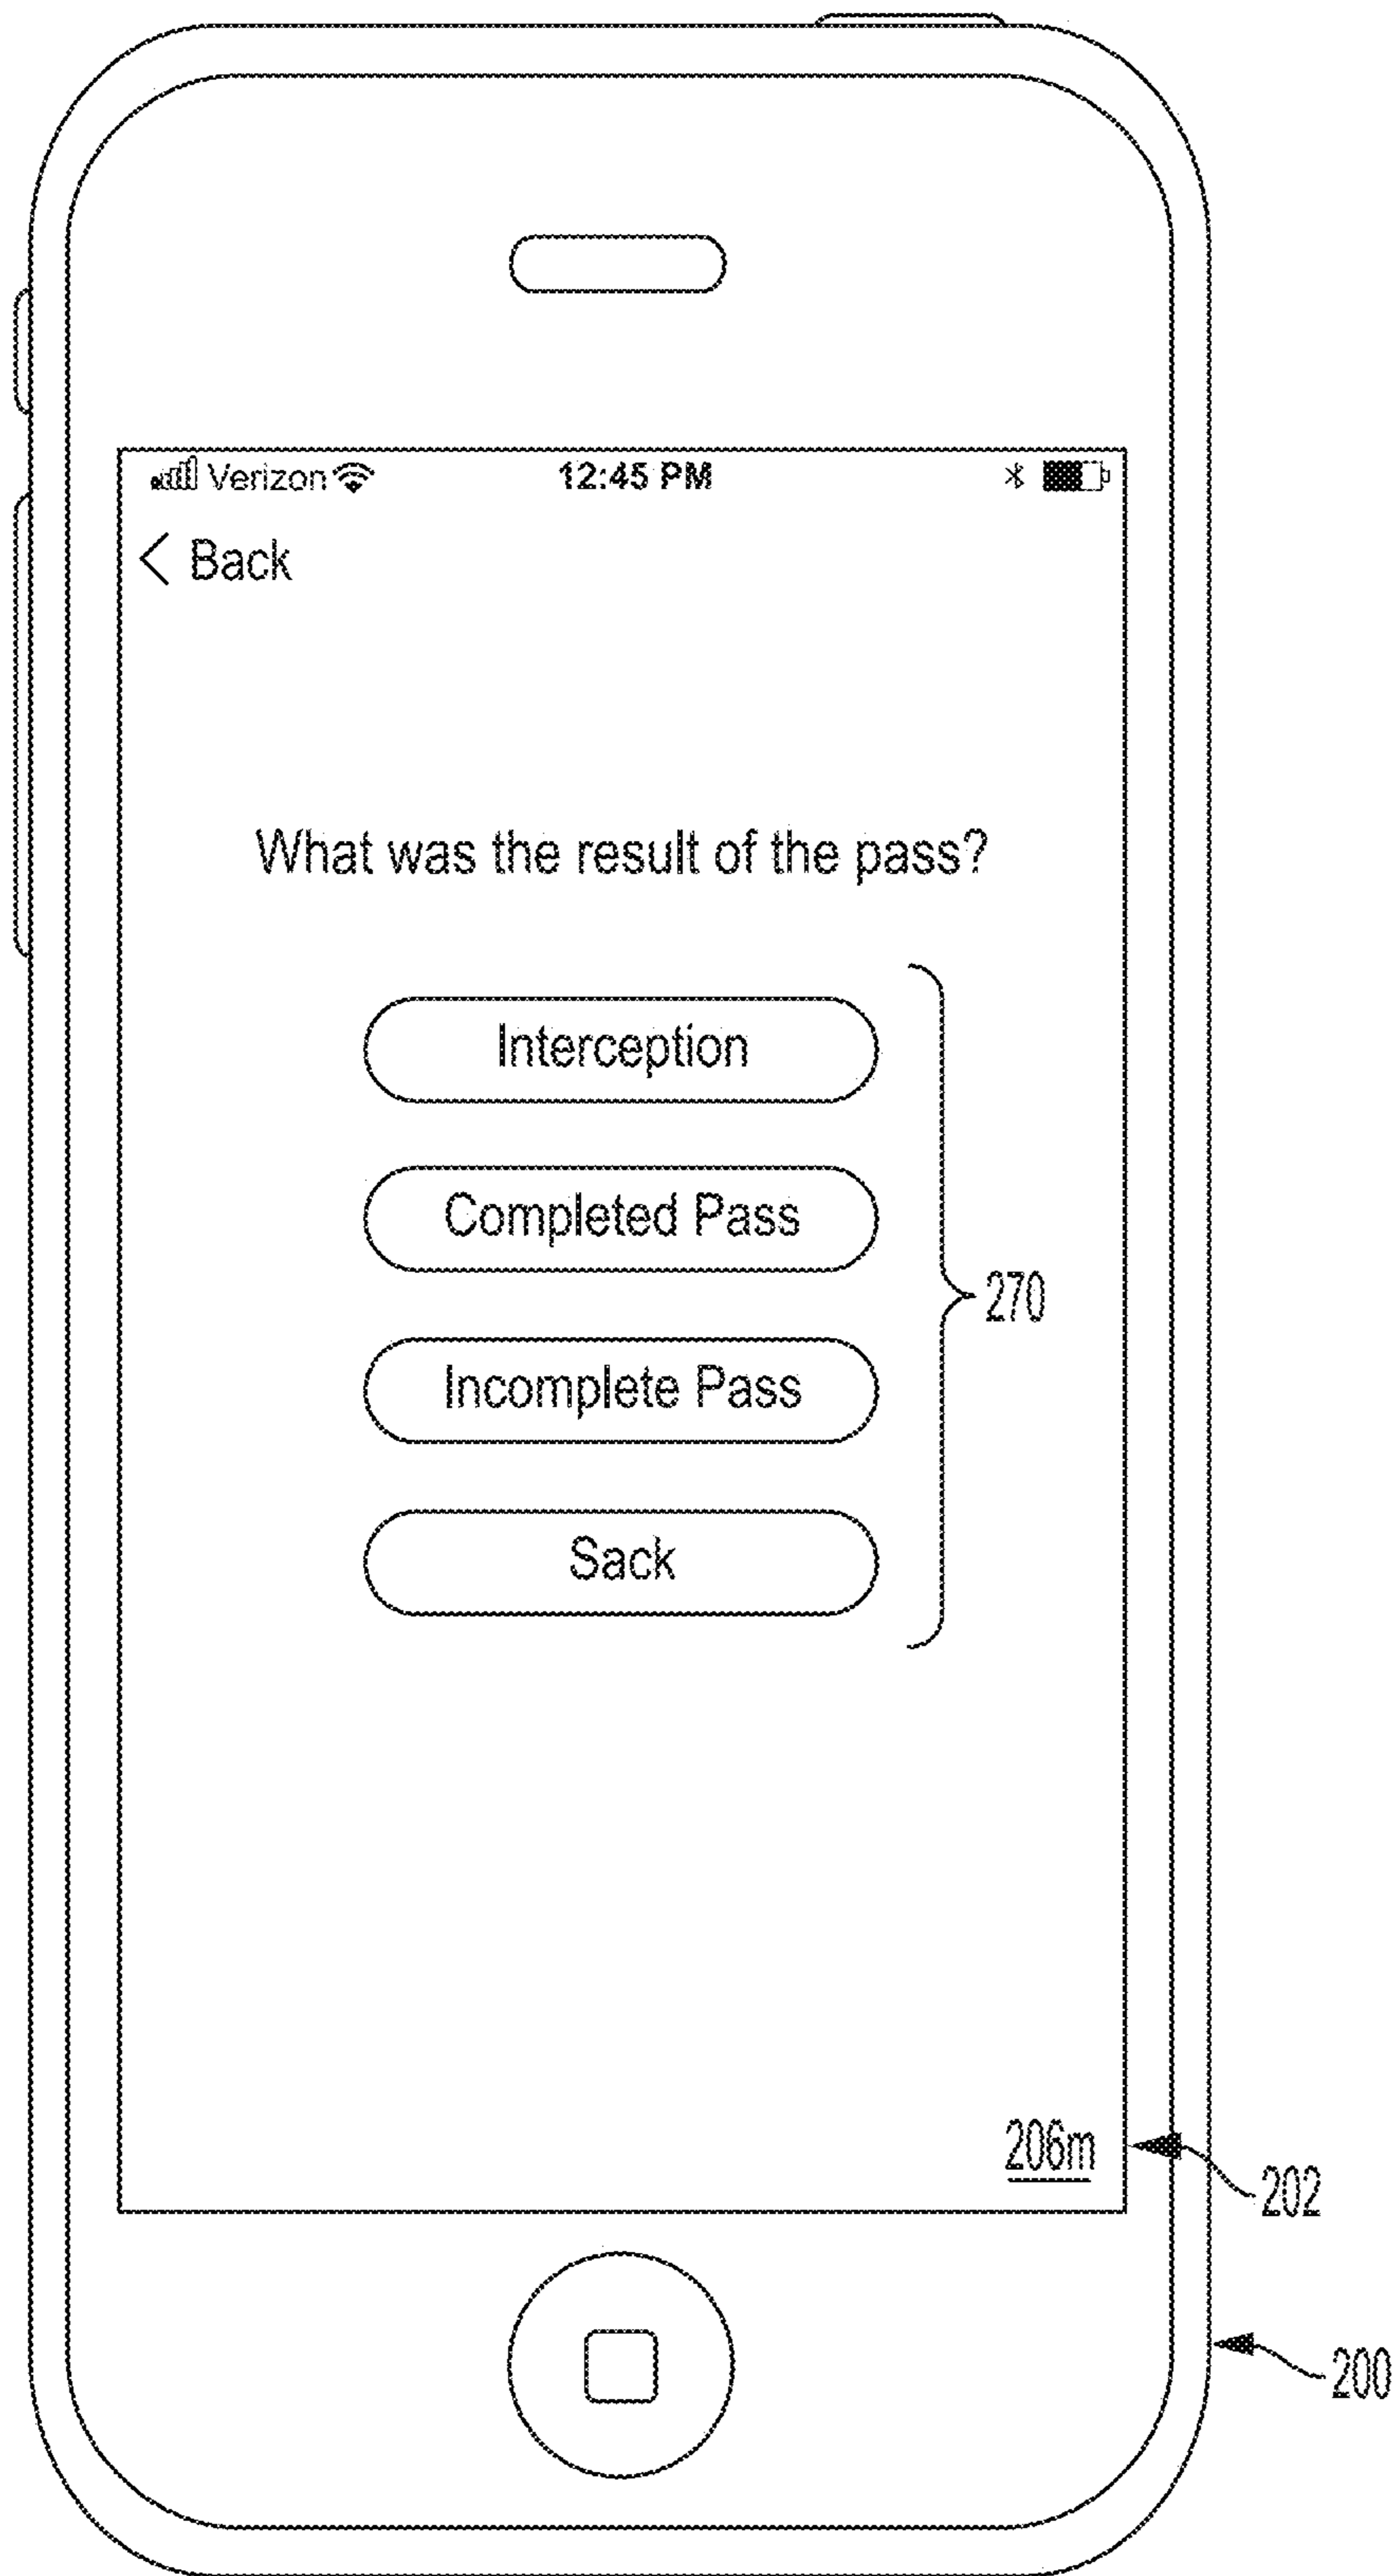 Verizon 12:45 PM
Back
What was the result of the pass?
Interception
Completed Pass
270
Incomplete Pass
Sack
206m
202
200